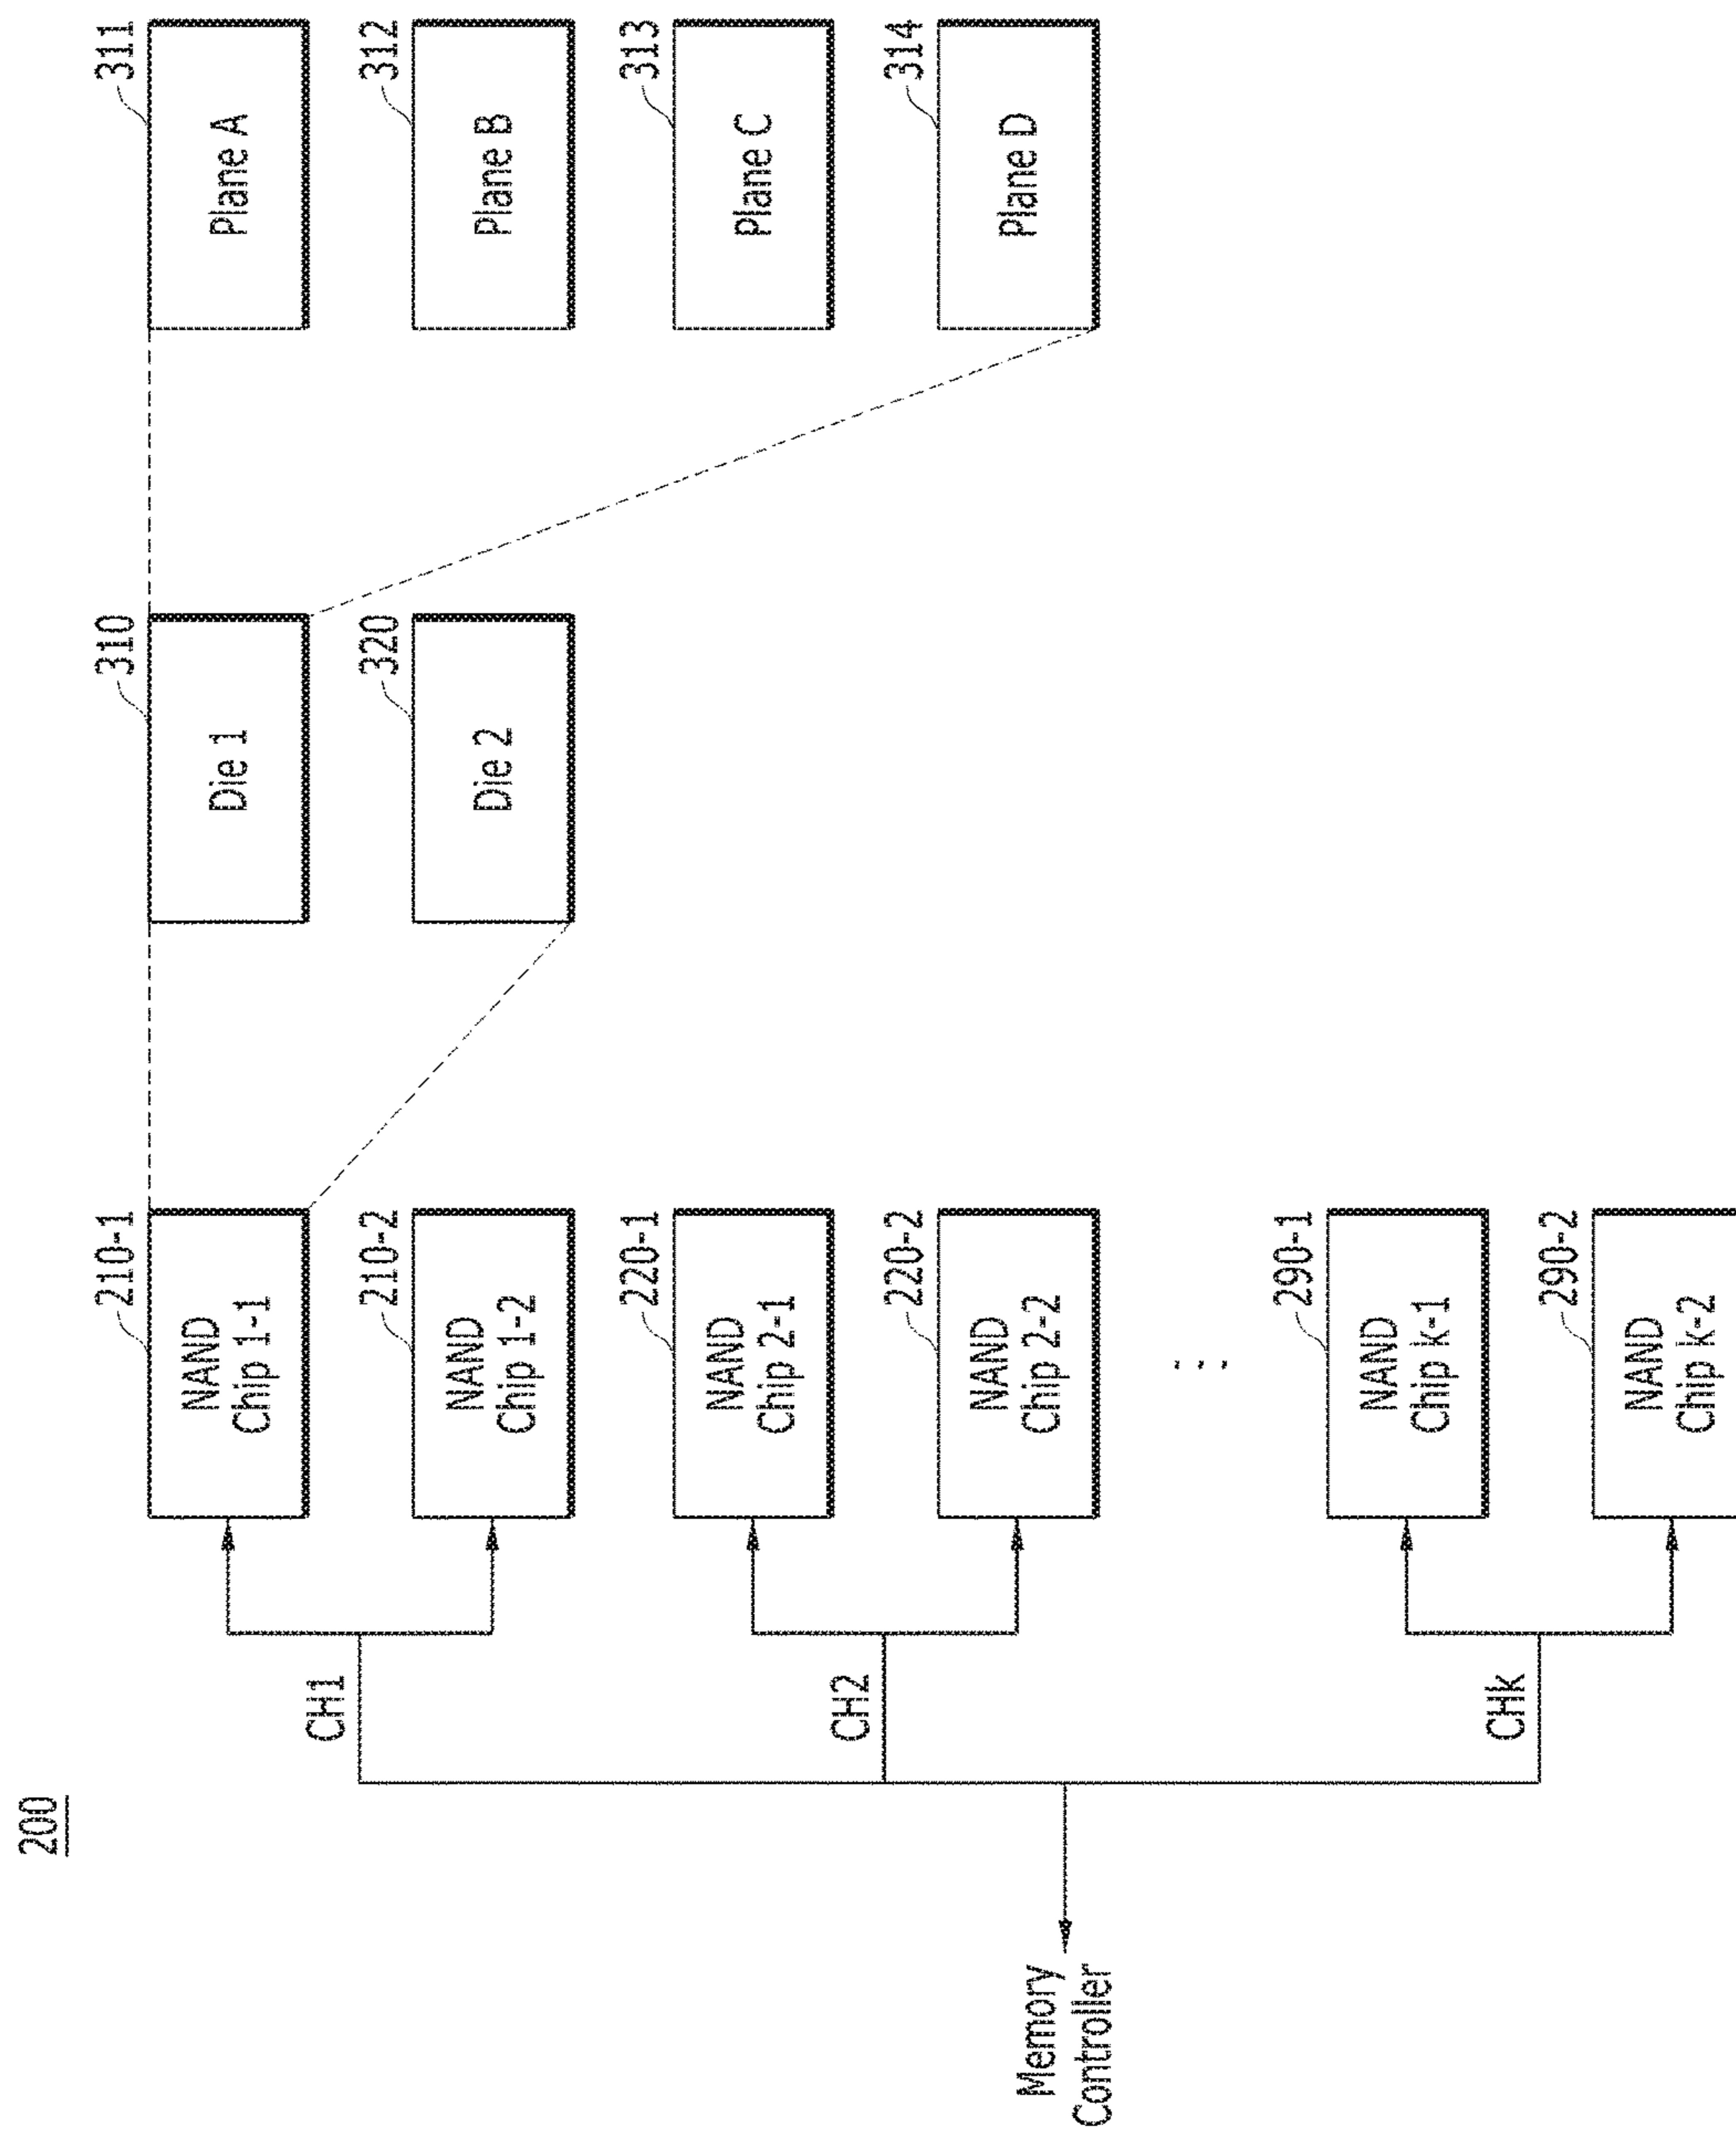 200
210-1
NAND
Chip 1-1
210-2
NAND
Chip 1-2
220-1
NAND
Chip 2-1
220-2
NAND
Chip 2-2
...
290-1
NAND
Chip k-1
290-2
NAND
Chip k-2
CH1
CH2
CHk
Memory
Controller
310
Die 1
320
Die 2
311
Plane A
312
Plane B
313
Plane C
314
Plane D